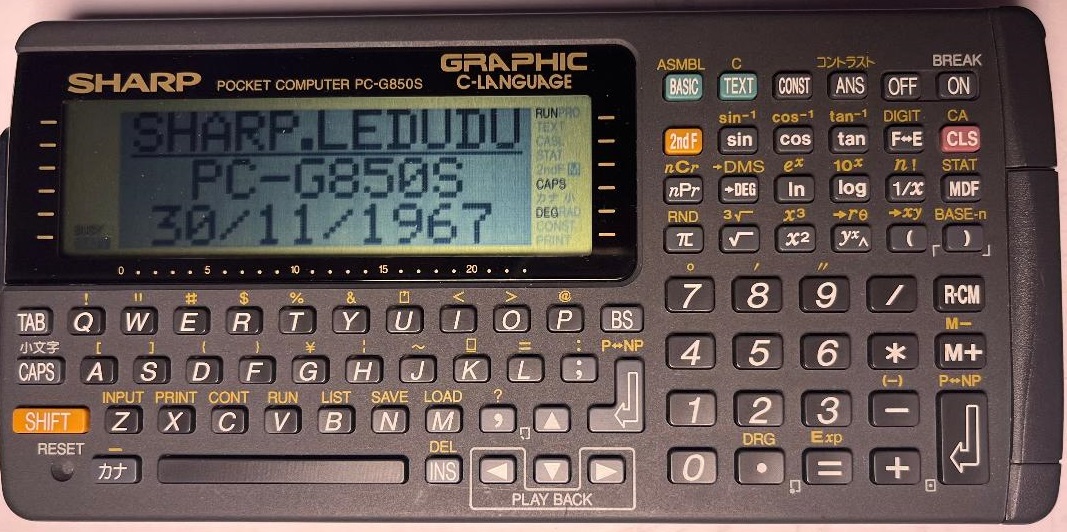 ASMBL C コントラスト BREAK
SHARP POCKET COMPUTER PC-G850S GRAPHIC C-LANGUAGE
BASIC TEXT CONST ANS OFF ON
SHARP.LEDUDU
PC-G850S
30/11/1967
RUN PRO
TEXT
CASL
STAT
2ndF M
CAPS
カナ 小
DEG RAD
CONST
PRINT
BUSY
0 5 10 15 20
sin⁻¹ cos⁻¹ tan⁻¹ DIGIT CA
2nd F sin cos tan F↔E CLS
nCr →DMS eˣ 10ˣ n! STAT
nPr →DEG ln log 1/x MDF
RND ³√ x³ →rθ →xy BASE-n
π √ x² yˣ^ ( )
° ′ ″
7 8 9 / R·CM
M−
4 5 6 * M+
(−) P↔NP
1 2 3 −
DRG Exp
0 • = +
! " # $ % & ' < > @
TAB Q W E R T Y U I O P BS
小文字 [ ] { } ¥ ¦ ~ _ = : P↔NP
CAPS A S D F G H J K L ;
INPUT PRINT CONT RUN LIST SAVE LOAD ?
SHIFT Z X C V B N M , ▲
RESET — DEL
カナ INS ◀ ▼ ▶
PLAY BACK